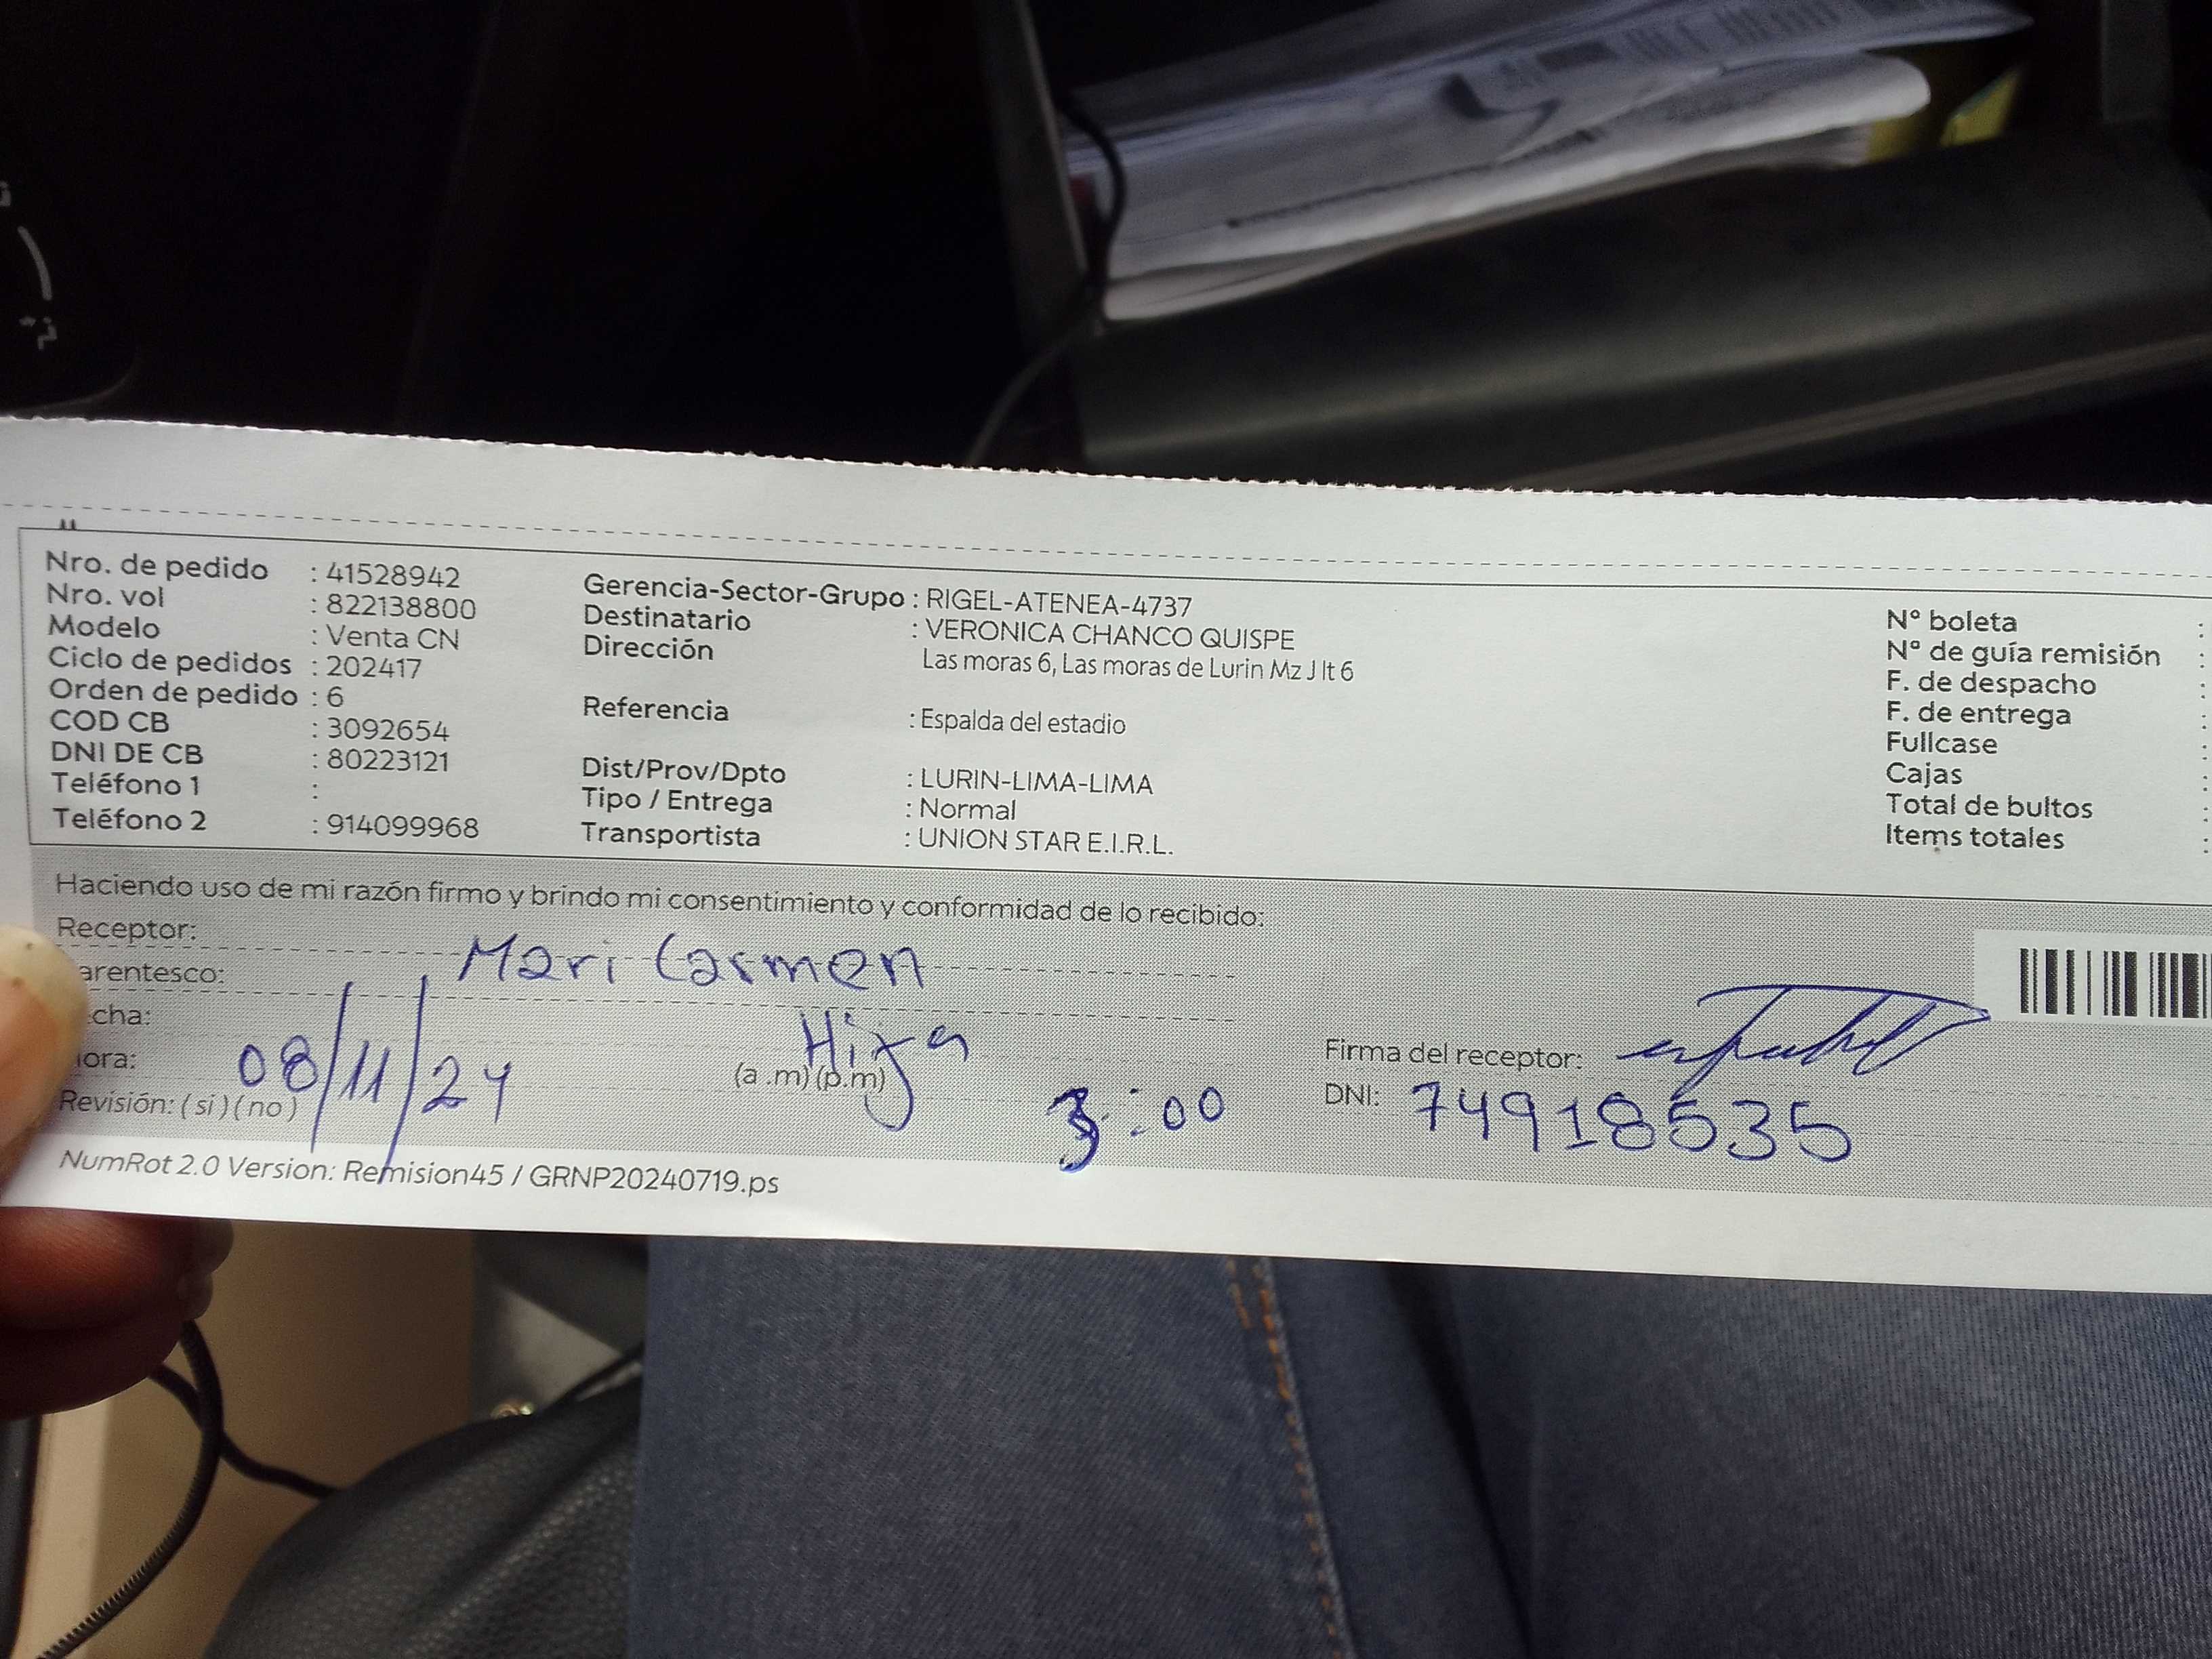 Nro. de pedido : 41528942
Nro. vol : 822138800
Modelo : Venta CN
Ciclo de pedidos : 202417
Orden de pedido : 6
COD CB : 3092654
DNI DE CB : 80223121
Teléfono 1 :
Teléfono 2 : 914099968
Gerencia-Sector-Grupo : RIGEL-ATENEA-4737
Destinatario : VERONICA CHANCO QUISPE
Dirección Las moras 6, Las moras de Lurin Mz J lt 6
Referencia : Espalda del estadio
Dist/Prov/Dpto : LURIN-LIMA-LIMA
Tipo / Entrega : Normal
Transportista : UNION STAR E.I.R.L.
N° boleta :
N° de guía remisión :
F. de despacho :
F. de entrega :
Fullcase :
Cajas :
Total de bultos :
Items totales :
Haciendo uso de mi razón firmo y brindo mi consentimiento y conformidad de lo recibido:
Receptor: Mari Carmen
arentesco: Hija
cha: 08/11/24
ora: (a .m) (p.m) 3:00
Revisión: ( si ) ( no )
Firma del receptor:
DNI: 74918535
NumRot 2.0 Version: Remision45 / GRNP20240719.ps